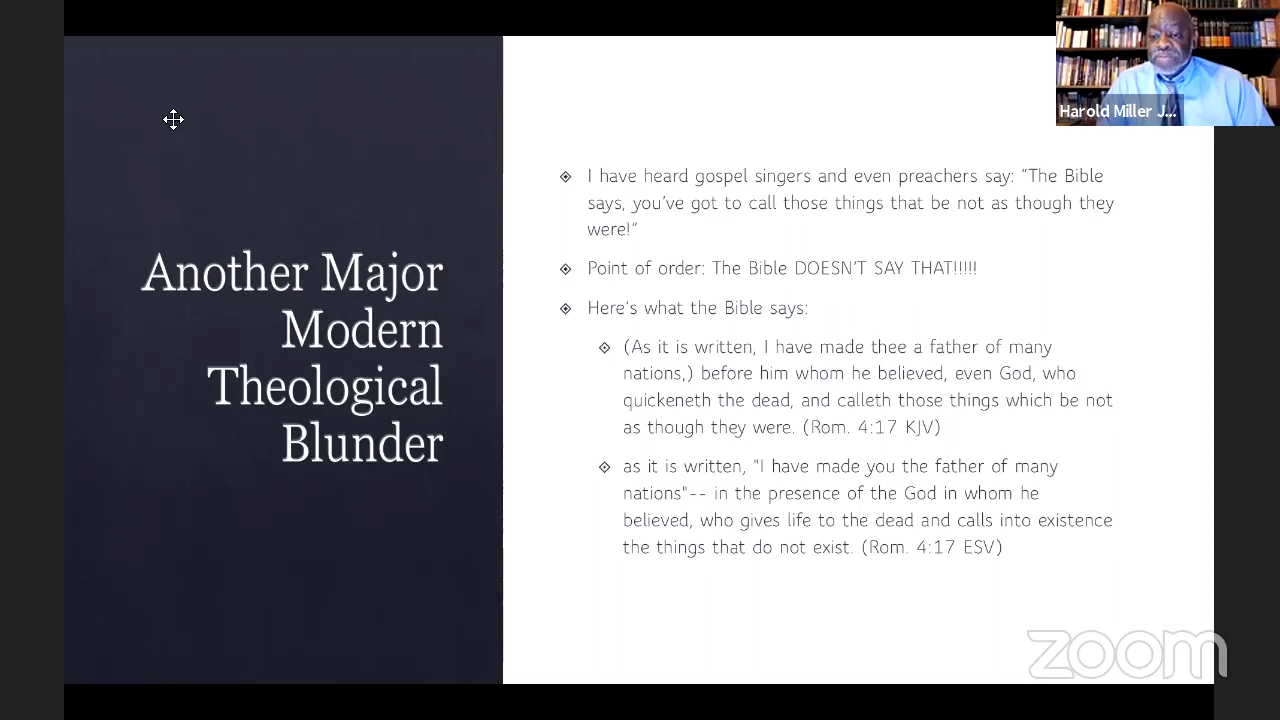 Harold Miller J...
Another Major
Modern
Theological
Blunder
I have heard gospel singers and even preachers say: “The Bible
says, you’ve got to call those things that be not as though they
were!”
Point of order: The Bible DOESN’T SAY THAT!!!!!
Here’s what the Bible says:
(As it is written, I have made thee a father of many
nations,) before him whom he believed, even God, who
quickeneth the dead, and calleth those things which be not
as though they were. (Rom. 4:17 KJV)
as it is written, "I have made you the father of many
nations"-- in the presence of the God in whom he
believed, who gives life to the dead and calls into existence
the things that do not exist. (Rom. 4:17 ESV)
zoom